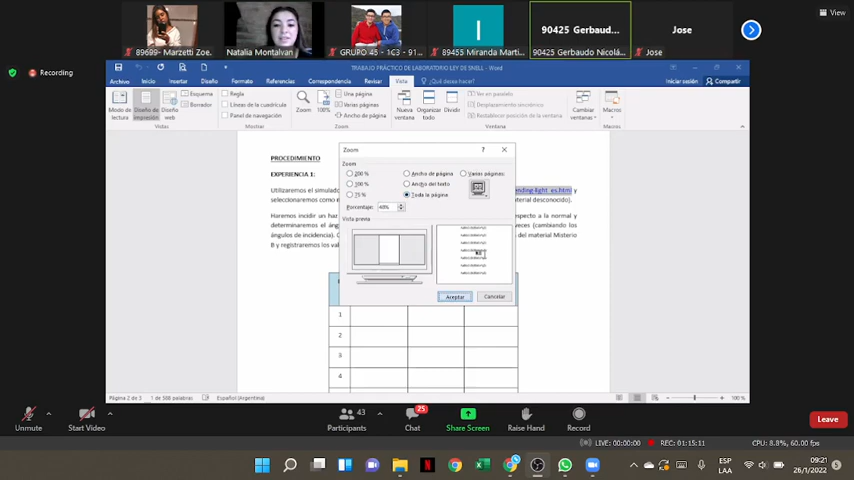 90425 Gerbaudo
Jose
View
89699- Marzetti Zoe.
Natalia Montalvan
GRUPO 45 - 1C3 - 91...
89455 Miranda Marti...
90425 Gerbaudo Nicolá...
Jose
Recording
TRABAJO PRÁCTICO DE LABORATORIO LEY DE SNELL - Word
Archivo Inicio Insertar Diseño Formato Referencias Correspondencia Revisar Vista ¿Qué desea hacer? Iniciar sesión Compartir
Modo de lectura
Diseño de impresión
Diseño web
Esquema
Borrador
Vistas
Regla
Líneas de la cuadrícula
Panel de navegación
Mostrar
Zoom
100%
Una página
Varias páginas
Ancho de página
Zoom
Nueva ventana
Organizar todo
Dividir
Ver en paralelo
Desplazamiento sincrónico
Restablecer posición de la ventana
Ventana
Cambiar ventanas
Macros
Macros
PROCEDIMIENTO
EXPERIENCIA 1:
Utilizaremos el simulador
ending-light_es.html y
seleccionaremos como
material desconocido).
Haremos incidir un haz
respecto a la normal y
determinaremos el
veces (cambiando los
ángulos de incidencia).
del material Misterio
B y registraremos los
1
2
3
4
Zoom
?
Zoom
200 %
100 %
75 %
Ancho de página
Ancho del texto
Toda la página
Varias páginas:
Porcentaje: 48%
Vista previa
Aceptar
Cancelar
Página 2 de 3 1 de 568 palabras Español (Argentina) 100 %
Unmute
Start Video
43
Participants
25
Chat
Share Screen
Raise Hand
Record
Leave
LIVE: 00:00:00 REC: 01:15:11 CPU: 8.8%, 60.00 fps
ESP
LAA
09:21
26/1/2022
5